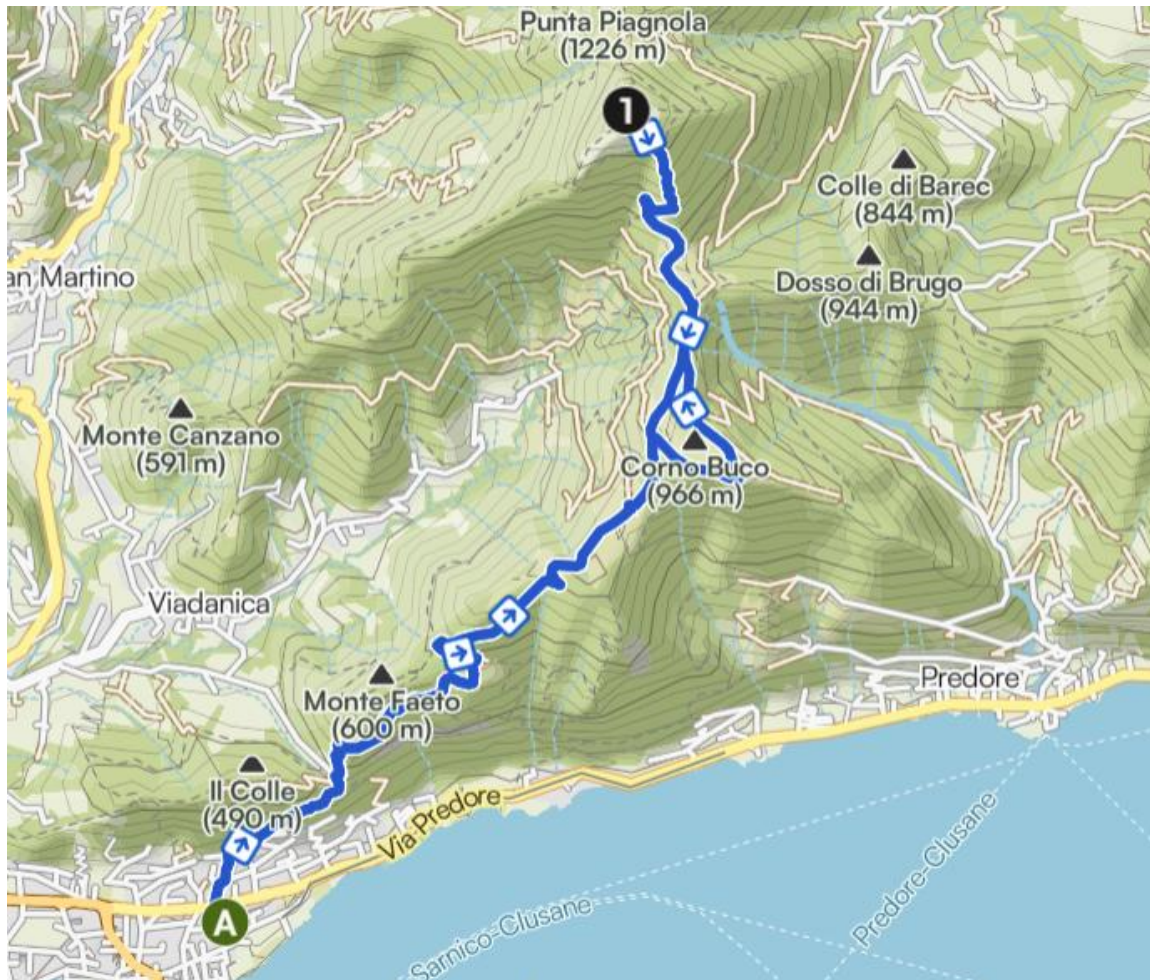 Punta Piagnola
(1226 m)
1
Colle di Barec
(844 m)
an Martino
Dosso di Brugo
(944 m)
Monte Canzano
(591 m)
Corno Buco
(966 m)
Viadanica
Predore
Monte Faeto
(600 m)
Il Colle
(490 m)
Via Predore
Predore-Clusane
A
Sarnico-Clusane